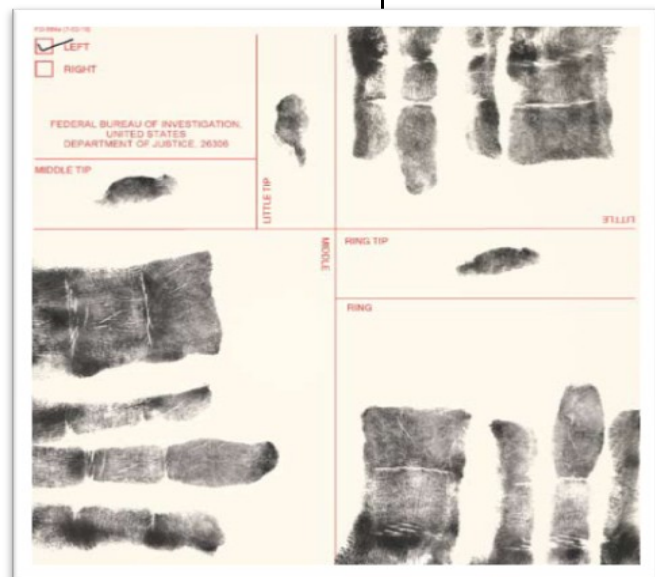 LEFT
RIGHT
FEDERAL BUREAU OF INVESTIGATION,
UNITED STATES
DEPARTMENT OF JUSTICE, 26306
MIDDLE TIP
LITTLE TIP
LITTLE
MIDDLE
RING TIP
RING